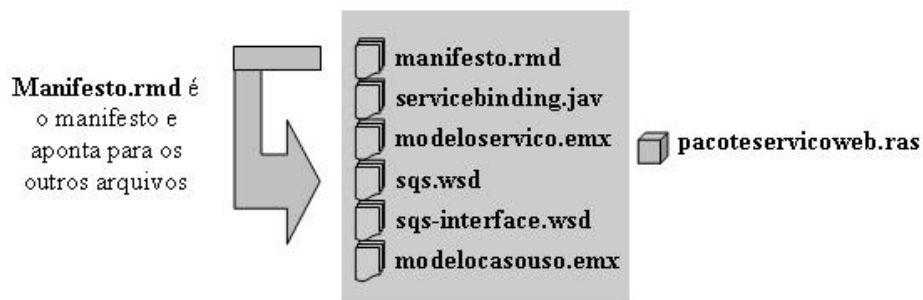 Manifesto.rmd é
o manifesto e
aponta para os
outros arquivos
manifesto.rmd
servicebinding.jav
modeloservico.emx
sqs.wsd
sqs-interface.wsd
modelocasouso.emx
pacoteservicoweb.ras